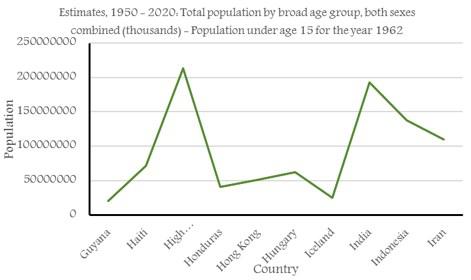 Estimates, 1950 - 2020: Total population by broad age group, both sexes
combined (thousands) - Population under age 15 for the year 1962
Population
250000000
200000000
150000000
100000000
50000000
0
Guyana
Haiti
High...
Honduras
Hong Kong
Hungary
Iceland
India
Indonesia
Iran
Country